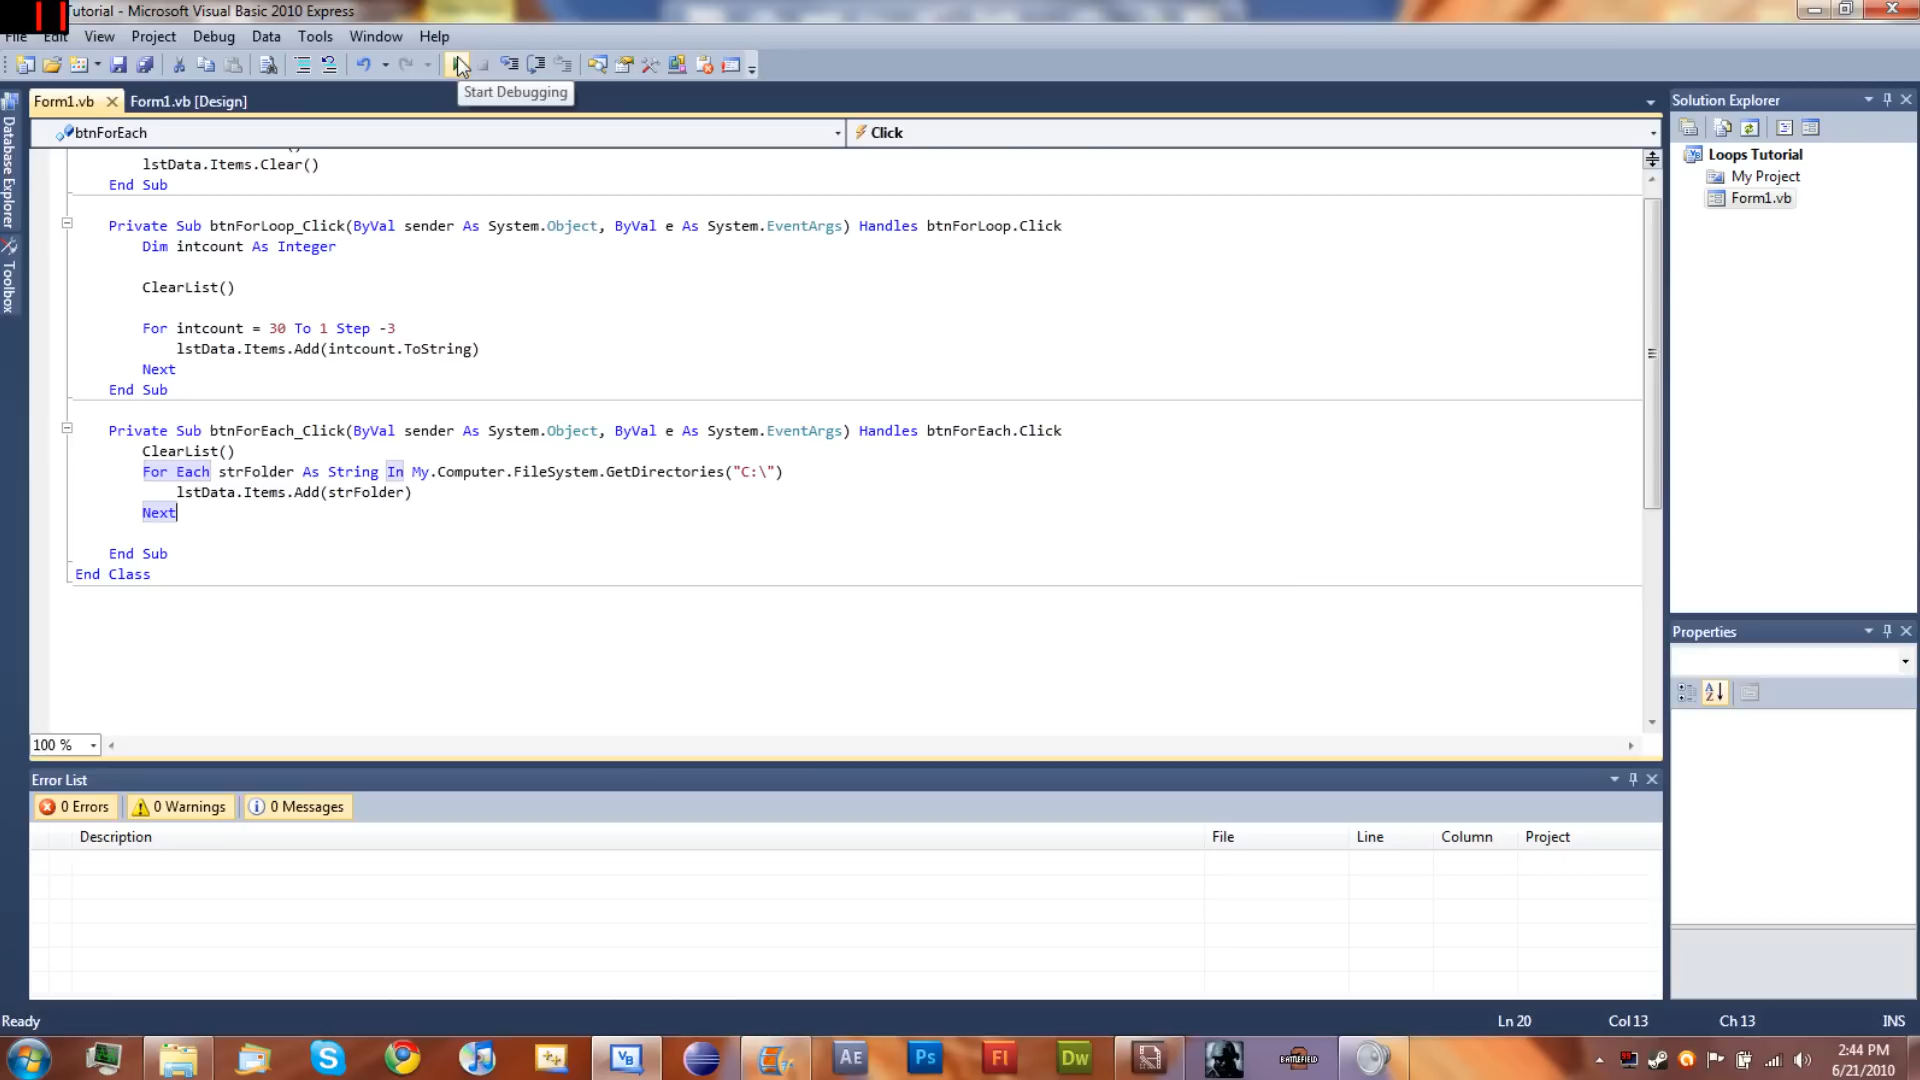 Tutorial - Microsoft Visual Basic 2010 Express
File Edit View Project Debug Data Tools Window Help
Start Debugging
Form1.vb Form1.vb [Design]
btnForEach Click
lstData.Items.Clear()
End Sub
Private Sub btnForLoop_Click(ByVal sender As System.Object, ByVal e As System.EventArgs) Handles btnForLoop.Click
Dim intcount As Integer
ClearList()
For intcount = 30 To 1 Step -3
lstData.Items.Add(intcount.ToString)
Next
End Sub
Private Sub btnForEach_Click(ByVal sender As System.Object, ByVal e As System.EventArgs) Handles btnForEach.Click
ClearList()
For Each strFolder As String In My.Computer.FileSystem.GetDirectories("C:\")
lstData.Items.Add(strFolder)
Next
End Sub
End Class
100 %
Database Explorer
Toolbox
Solution Explorer
Loops Tutorial
My Project
Form1.vb
Properties
Error List
0 Errors 0 Warnings 0 Messages
Description File Line Column Project
Ready Ln 20 Col 13 Ch 13 INS
VB AE Ps Fl Dw BATTLEFIELD
2:44 PM
6/21/2010